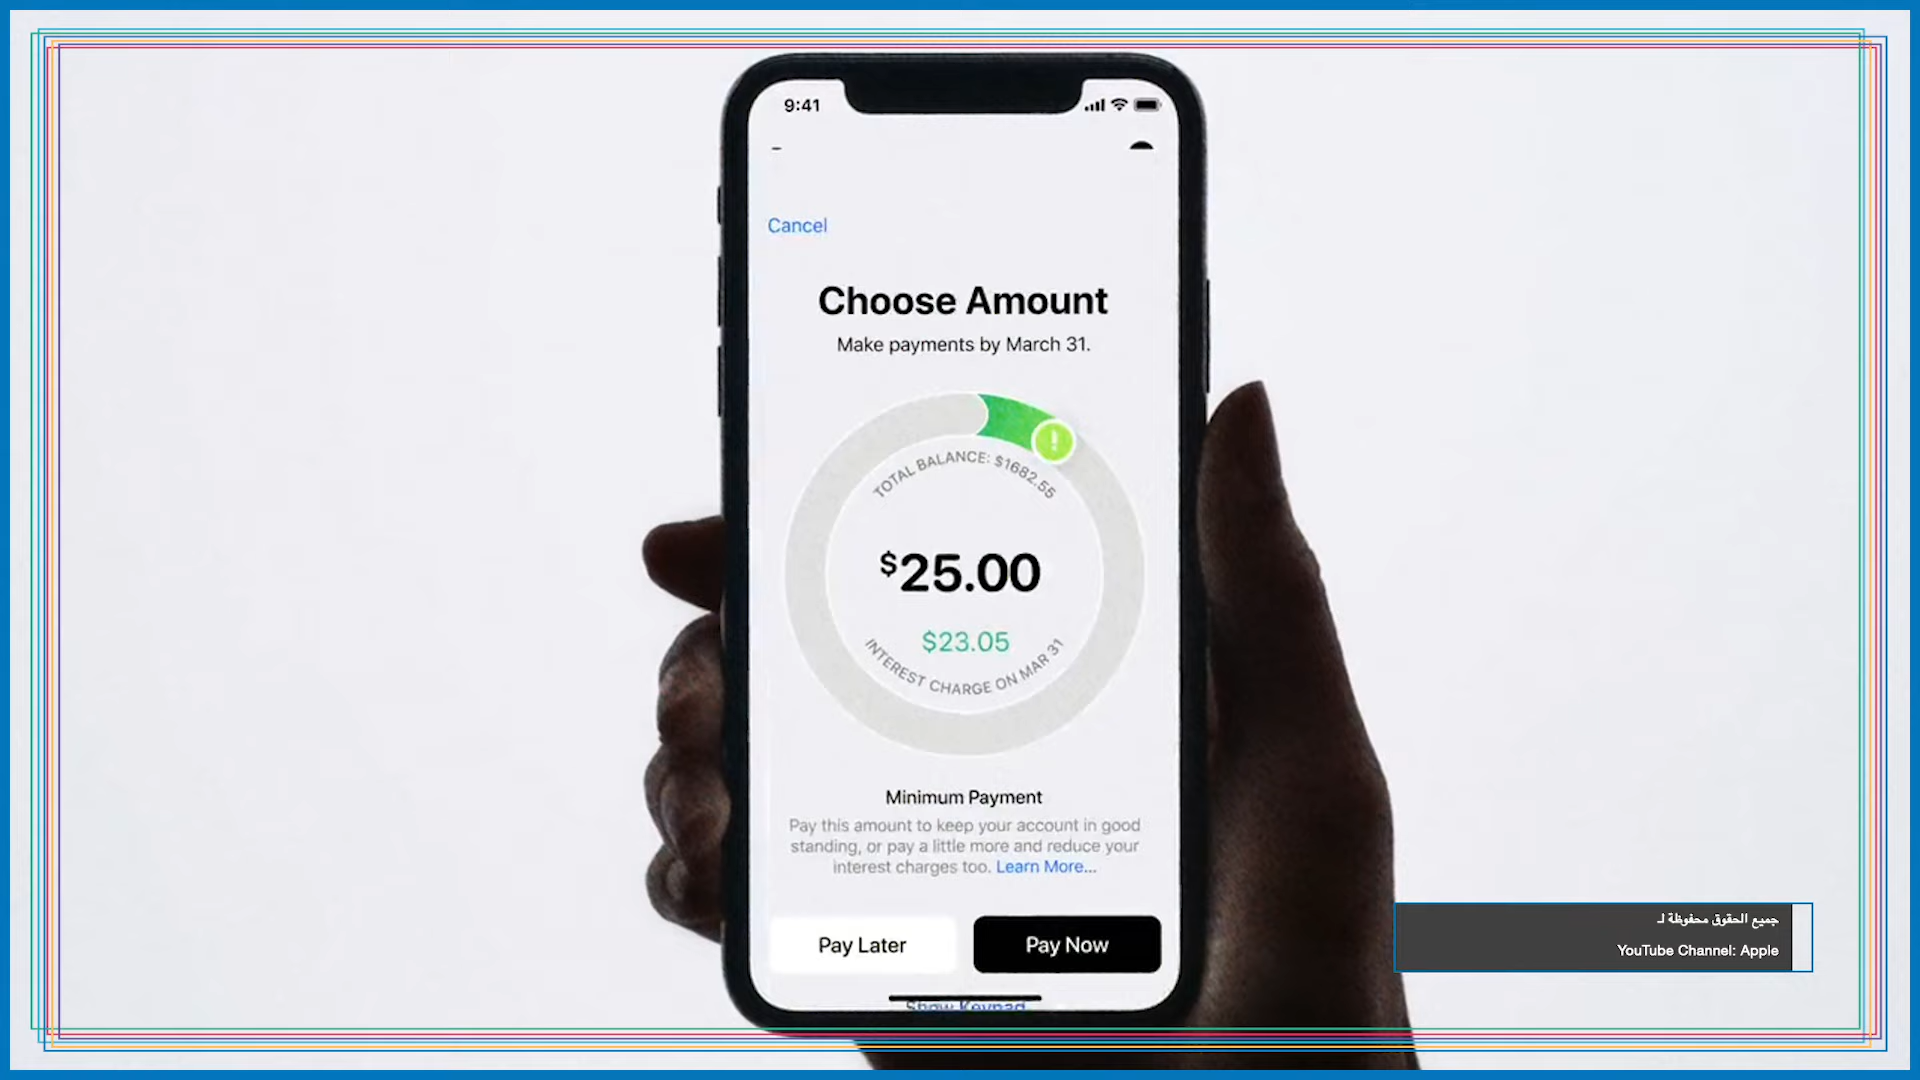 9:41
Cancel
Choose Amount
Make payments by March 31.
TOTAL BALANCE: $1682.55
$25.00
$23.05
INTEREST CHARGE ON MAR 31
Minimum Payment
Pay this amount to keep your account in good
standing, or pay a little more and reduce your
interest charges too. Learn More...
Pay Later
Pay Now
Show Keypad
جميع الحقوق محفوظة لـ
YouTube Channel: Apple